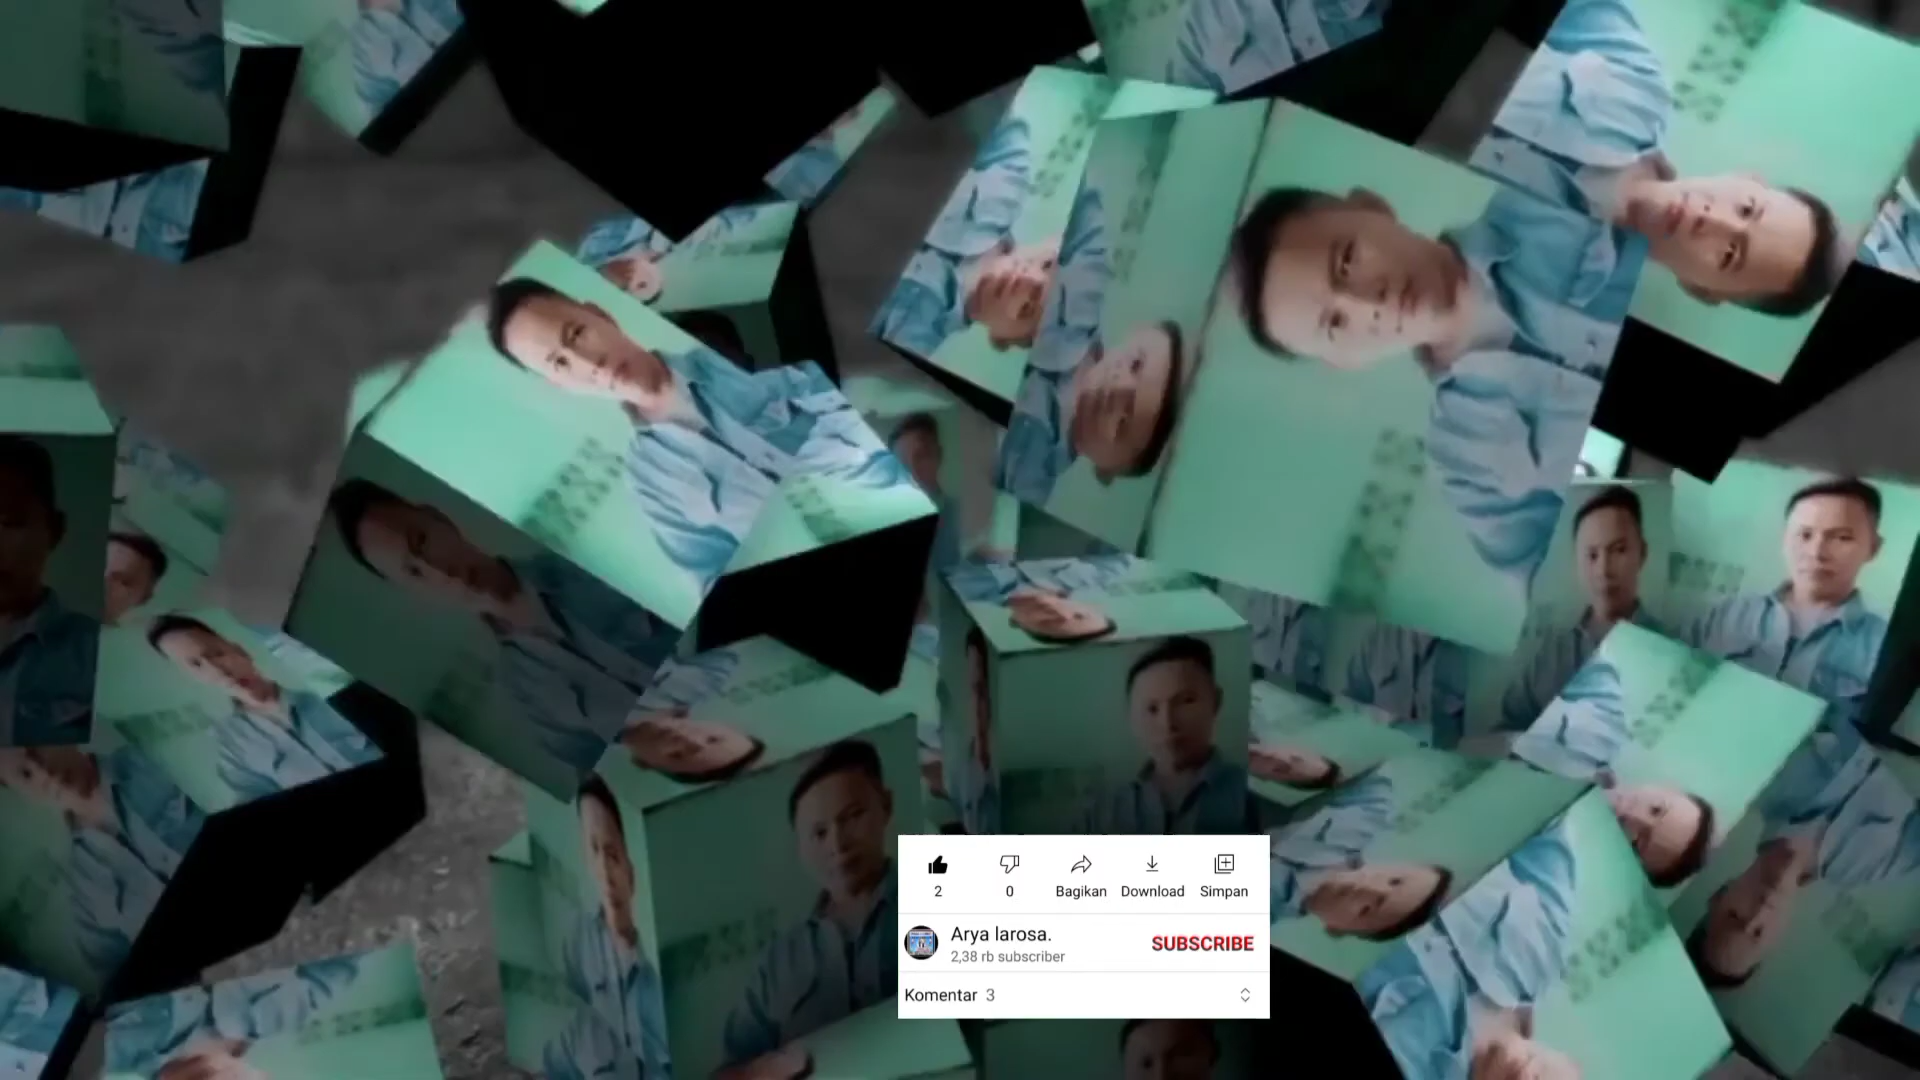 2
0
Bagikan
Download
Simpan
Arya larosa.
SUBSCRIBE
2,38 rb subscriber
Komentar 3